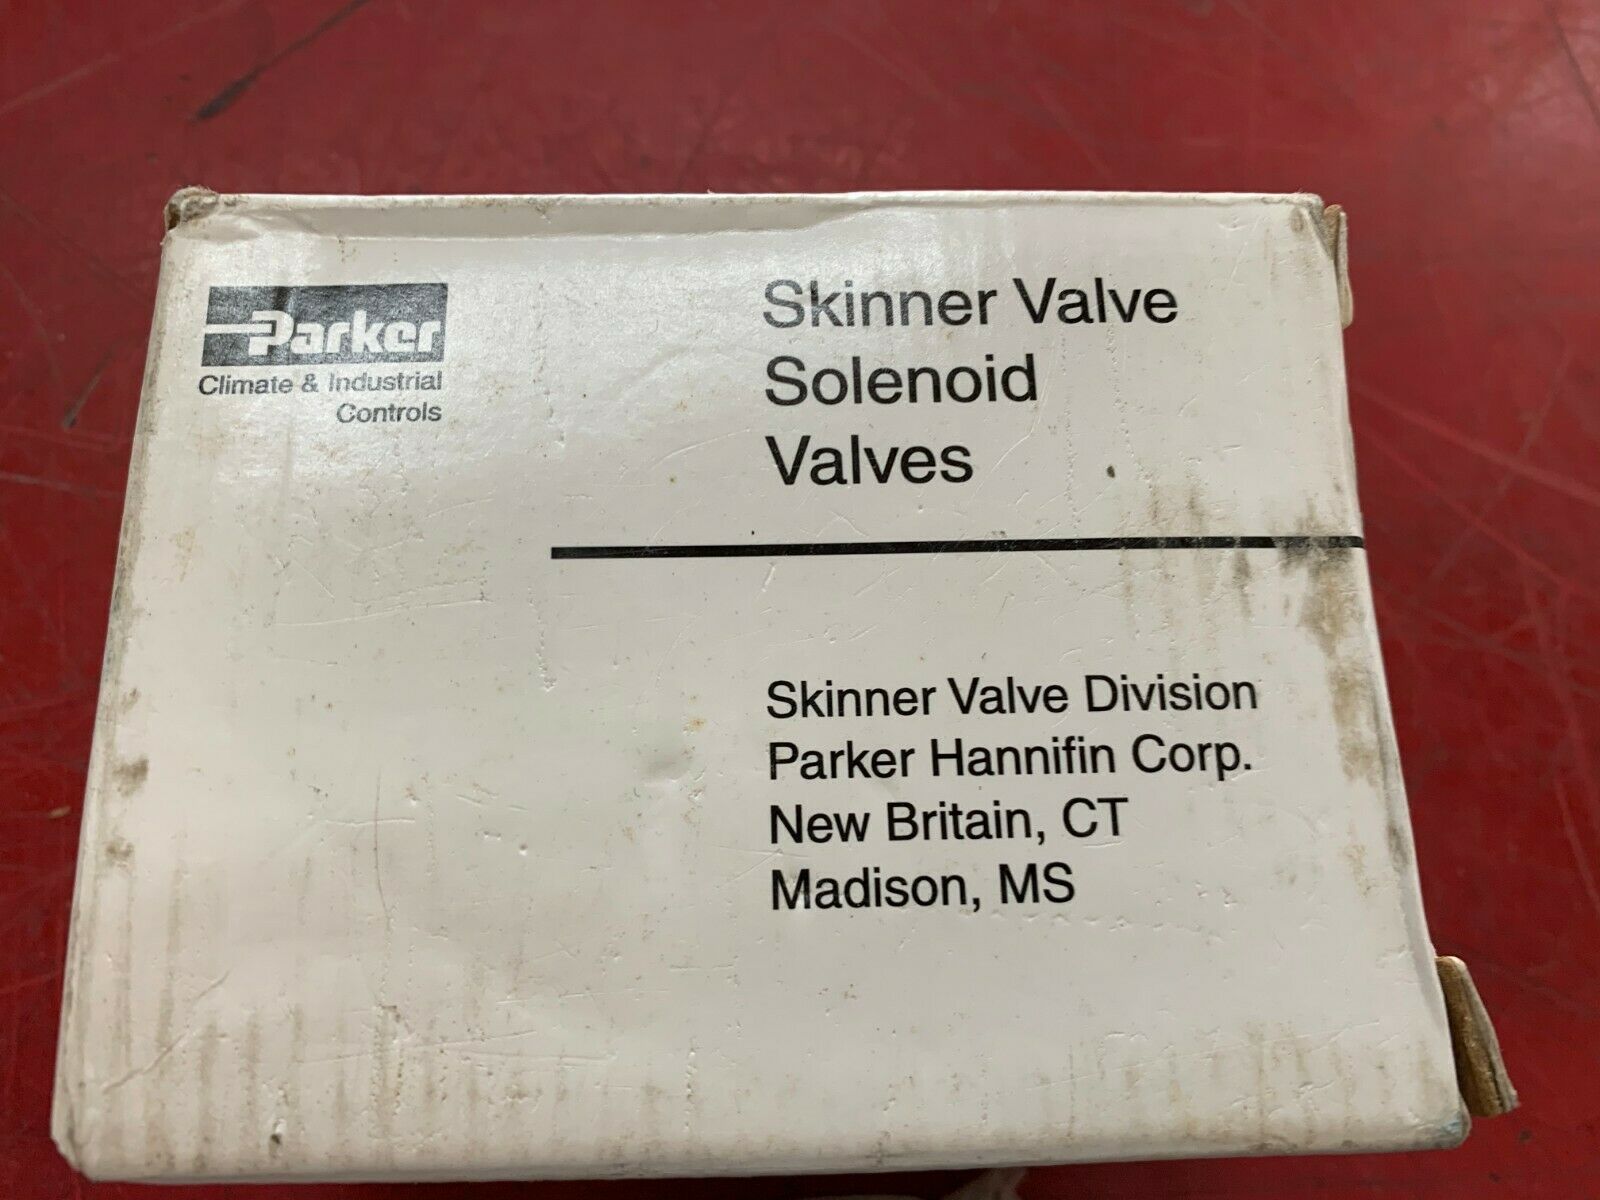 Parker
Climate & Industrial
Controls
Skinner Valve
Solenoid
Valves
Skinner Valve Division
Parker Hannifin Corp.
New Britain, CT
Madison, MS